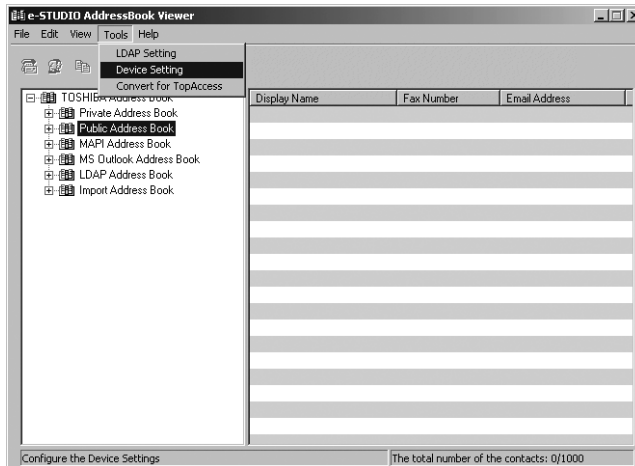 e-STUDIO AddressBook Viewer
File Edit View Tools Help
LDAP Setting
Device Setting
Convert for TopAccess
TOSHIBA Address Book
Private Address Book
Public Address Book
MAPI Address Book
MS Outlook Address Book
LDAP Address Book
Import Address Book
Display Name Fax Number Email Address
Configure the Device Settings The total number of the contacts: 0/1000